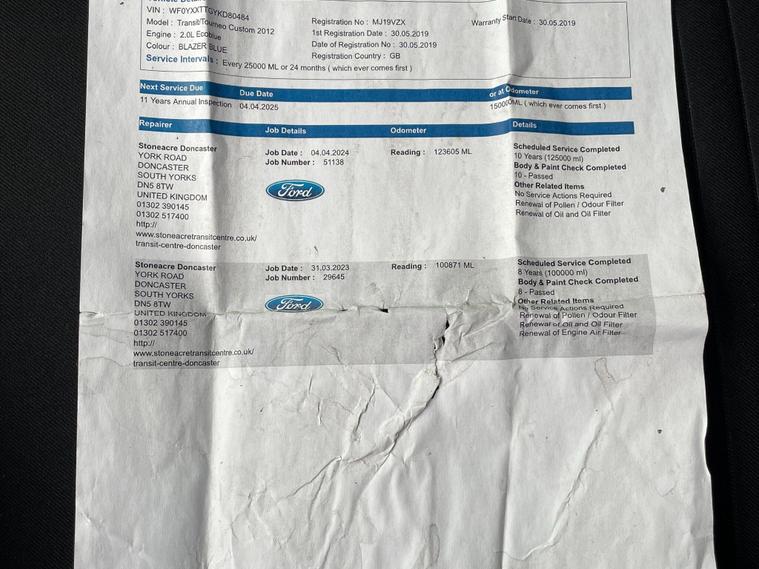 VIN : WF0YXXTTGYKD80484
Model : Transit/Tourneo Custom 2012
Engine : 2.0L Ecoblue
Colour : BLAZER BLUE
Registration No : MJ19VZX
1st Registration Date : 30.05.2019
Date of Registration No : 30.05.2019
Registration Country : GB
Warranty Start Date : 30.05.2019
Service Intervals : Every 25000 ML or 24 months ( which ever comes first )
Next Service Due Due Date or at Odometer
11 Years Annual Inspection 04.04.2025 150000ML ( which ever comes first )
Repairer Job Details Odometer Details
Stoneacre Doncaster
YORK ROAD
DONCASTER
SOUTH YORKS
DN5 8TW
UNITED KINGDOM
01302 390145
01302 517400
http://
www.stoneacretransitcentre.co.uk/
transit-centre-doncaster
Job Date : 04.04.2024
Job Number : 51138
Ford
Reading : 123605 ML
Scheduled Service Completed
10 Years (125000 ml)
Body & Paint Check Completed
10 - Passed
Other Related Items
No Service Actions Required
Renewal of Pollen / Odour Filter
Renewal of Oil and Oil Filter
Stoneacre Doncaster
YORK ROAD
DONCASTER
SOUTH YORKS
DN5 8TW
UNITED KINGDOM
01302 390145
01302 517400
http://
www.stoneacretransitcentre.co.uk/
transit-centre-doncaster
Job Date : 31.03.2023
Job Number : 29645
Ford
Reading : 100871 ML
Scheduled Service Completed
8 Years (100000 ml)
Body & Paint Check Completed
8 - Passed
Other Related Items
No Service Actions Required
Renewal of Pollen / Odour Filter
Renewal of Oil and Oil Filter
Renewal of Engine Air Filter